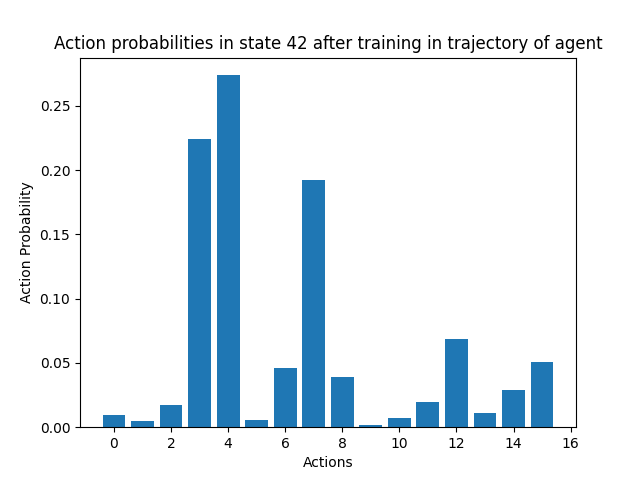 Action probabilities in state 42 after training in trajectory of agent
0.25
0.20
0.15
0.10
0.05
0.00
Action Probability
0 2 4 6 8 10 12 14 16
Actions